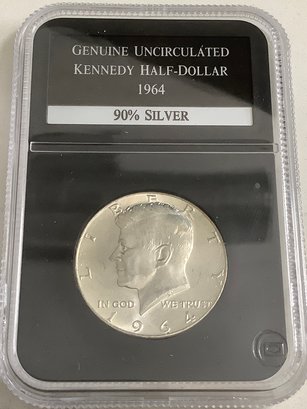 GENUINE UNCIRCULATED
KENNEDY HALF-DOLLAR
1964
90% SILVER
LIBERTY
IN GOD WE TRUST
1964